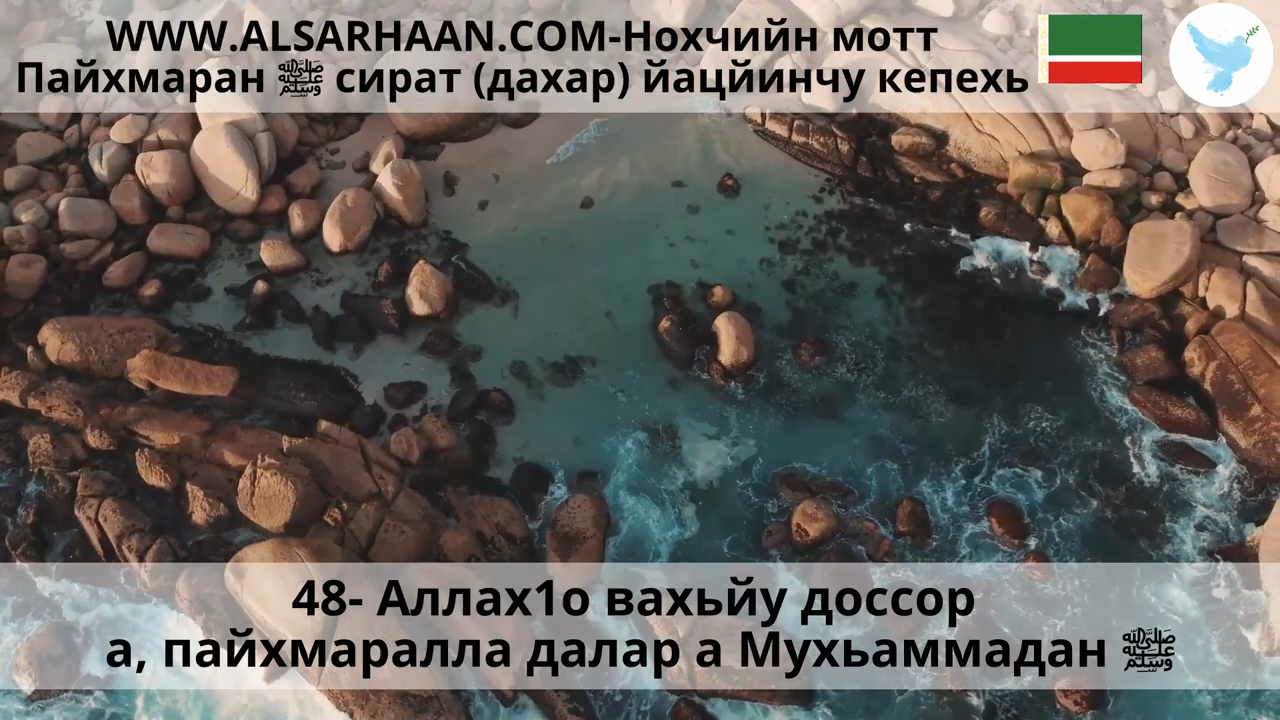 WWW.ALSARHAAN.COM-Нохчийн мотт
Пайхмаран ﷺ сират (дахар) йацйинчу кепехь
48- Аллах1о вахьйу доссор
а, пайхмаралла далар а Мухьаммадан ﷺ